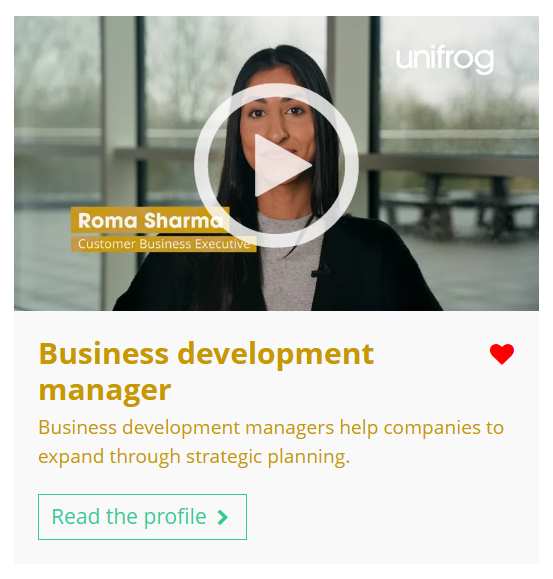 unifrog
Roma Sharma
Customer Business Executive
Business development
manager
Business development managers help companies to
expand through strategic planning.
Read the profile